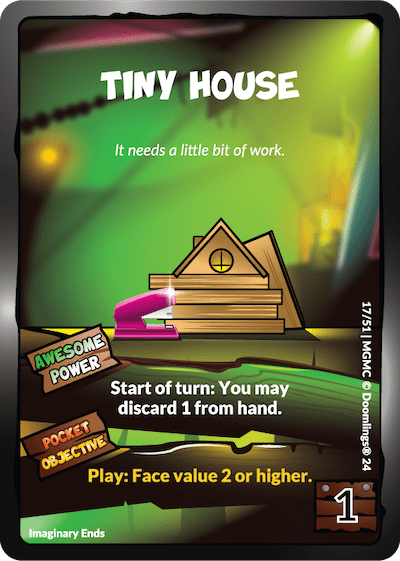 TINY HOUSE
It needs a little bit of work.
AWESOME
POWER
Start of turn: You may
discard 1 from hand.
POCKET
OBJECTIVE
Play: Face value 2 or higher.
1
Imaginary Ends
17/51 | MGMC © Doomlings® 24